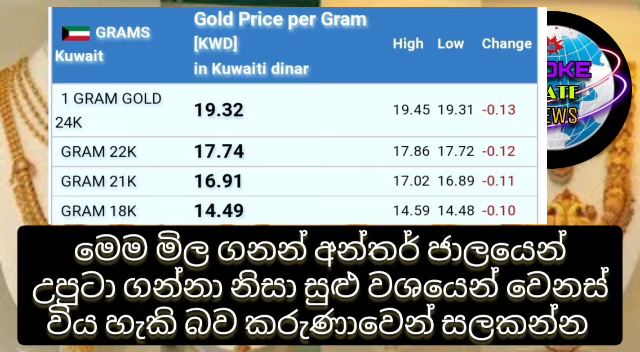 GRAMS Kuwait
Gold Price per Gram [KWD] in Kuwaiti dinar
High Low Change
1 GRAM GOLD 24K 19.32 19.45 19.31 -0.13
GRAM 22K 17.74 17.86 17.72 -0.12
GRAM 21K 16.91 17.02 16.89 -0.11
GRAM 18K 14.49 14.59 14.48 -0.10
මෙම මිල ගනන් අන්තර් ජාලයෙන්
උපුටා ගන්නා නිසා සුළු වශයෙන් වෙනස්
විය හැකි බව කරුණාවෙන් සලකන්න